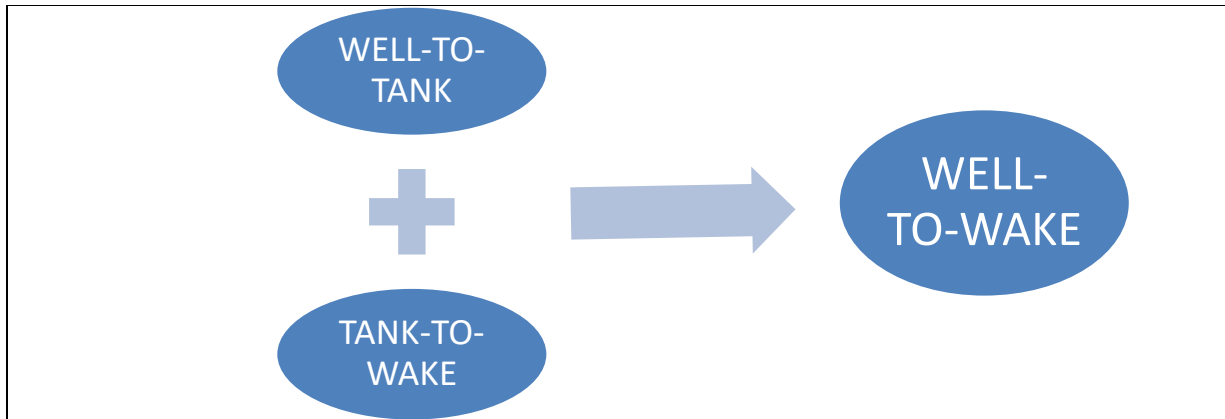 WELL-TO-
TANK
TANK-TO-
WAKE
WELL-
TO-WAKE